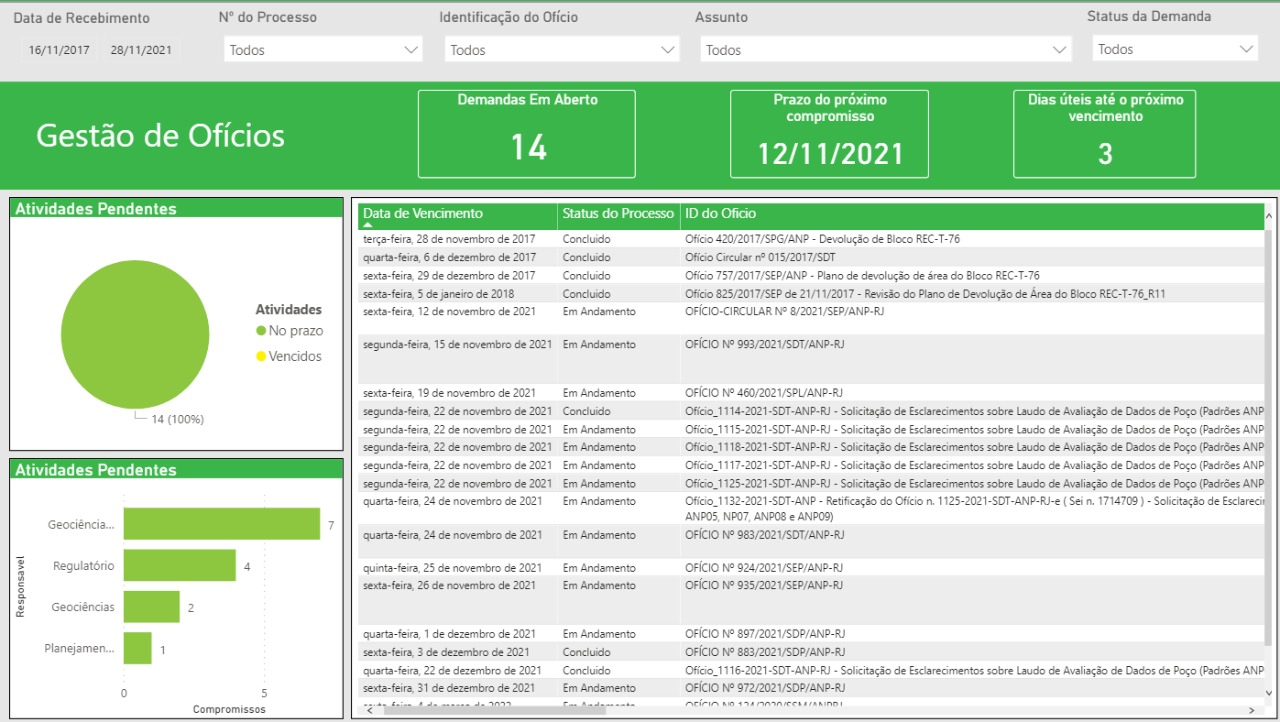 Data de Recebimento
Nº do Processo
Identificação do Ofício
Assunto
Status da Demanda
16/11/2017 28/11/2021
Todos
Todos
Todos
Todos
Gestão de Ofícios
Demandas Em Aberto
14
Prazo do próximo
compromisso
12/11/2021
Dias úteis até o próximo
vencimento
3
Atividades Pendentes
Atividades
No prazo
Vencidos
14 (100%)
Atividades Pendentes
Responsavel
Geociência... 7
Regulatório 4
Geociências 2
Planejamen... 1
0 5
Compromissos
Data de Vencimento Status do Processo ID do Oficio
terça-feira, 28 de novembro de 2017 Concluido Ofício 420/2017/SPG/ANP - Devolução de Bloco REC-T-76
quarta-feira, 6 de dezembro de 2017 Concluido Ofício Circular nº 015/2017/SDT
sexta-feira, 29 de dezembro de 2017 Concluido Ofício 757/2017/SEP/ANP - Plano de devolução de área do Bloco REC-T-76
sexta-feira, 5 de janeiro de 2018 Concluido Ofício 825/2017/SEP de 21/11/2017 - Revisão do Plano de Devolução de Área do Bloco REC-T-76_R11
sexta-feira, 12 de novembro de 2021 Em Andamento OFÍCIO-CIRCULAR Nº 8/2021/SEP/ANP-RJ
segunda-feira, 15 de novembro de 2021 Em Andamento OFÍCIO Nº 993/2021/SDT/ANP-RJ
sexta-feira, 19 de novembro de 2021 Em Andamento OFÍCIO Nº 460/2021/SPL/ANP-RJ
segunda-feira, 22 de novembro de 2021 Concluido Ofício_1114-2021-SDT-ANP-RJ - Solicitação de Esclarecimentos sobre Laudo de Avaliação de Dados de Poço (Padrões ANP
segunda-feira, 22 de novembro de 2021 Em Andamento Ofício_1115-2021-SDT-ANP-RJ - Solicitação de Esclarecimentos sobre Laudo de Avaliação de Dados de Poço (Padrões ANP
segunda-feira, 22 de novembro de 2021 Em Andamento Ofício_1118-2021-SDT-ANP-RJ - Solicitação de Esclarecimentos sobre Laudo de Avaliação de Dados de Poço (Padrões ANP
segunda-feira, 22 de novembro de 2021 Em Andamento Ofício_1117-2021-SDT-ANP-RJ - Solicitação de Esclarecimentos sobre Laudo de Avaliação de Dados de Poço (Padrões ANP
segunda-feira, 22 de novembro de 2021 Em Andamento Ofício_1125-2021-SDT-ANP-RJ - Solicitação de Esclarecimentos sobre Laudo de Avaliação de Dados de Poço (Padrões ANP
quarta-feira, 24 de novembro de 2021 Em Andamento Ofício_1132-2021-SDT-ANP - Retificação do Ofício n. 1125-2021-SDT-ANP-RJ-e ( Sei n. 1714709 ) - Solicitação de Esclareci
ANP05, NP07, ANP08 e ANP09)
quarta-feira, 24 de novembro de 2021 Em Andamento OFÍCIO Nº 983/2021/SDT/ANP-RJ
quinta-feira, 25 de novembro de 2021 Em Andamento OFÍCIO Nº 924/2021/SEP/ANP-RJ
sexta-feira, 26 de novembro de 2021 Em Andamento OFÍCIO Nº 935/2021/SEP/ANP-RJ
quarta-feira, 1 de dezembro de 2021 Em Andamento OFÍCIO Nº 897/2021/SDP/ANP-RJ
sexta-feira, 3 de dezembro de 2021 Concluido OFÍCIO Nº 883/2021/SDP/ANP-RJ
quarta-feira, 22 de dezembro de 2021 Concluido Ofício_1116-2021-SDT-ANP-RJ - Solicitação de Esclarecimentos sobre Laudo de Avaliação de Dados de Poço (Padrões ANP
sexta-feira, 31 de dezembro de 2021 Em Andamento OFÍCIO Nº 972/2021/SDP/ANP-RJ